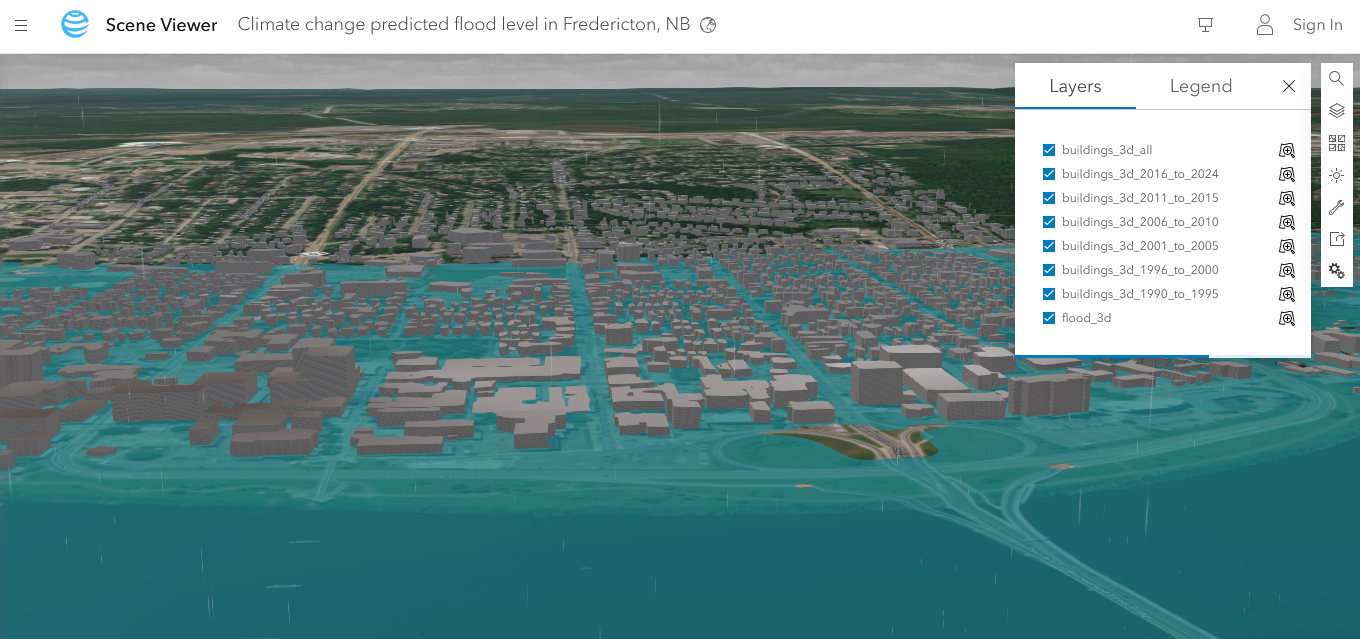 Scene Viewer
Climate change predicted flood level in Fredericton, NB
Sign In
Layers
Legend
buildings_3d_all
buildings_3d_2016_to_2024
buildings_3d_2011_to_2015
buildings_3d_2006_to_2010
buildings_3d_2001_to_2005
buildings_3d_1996_to_2000
buildings_3d_1990_to_1995
flood_3d